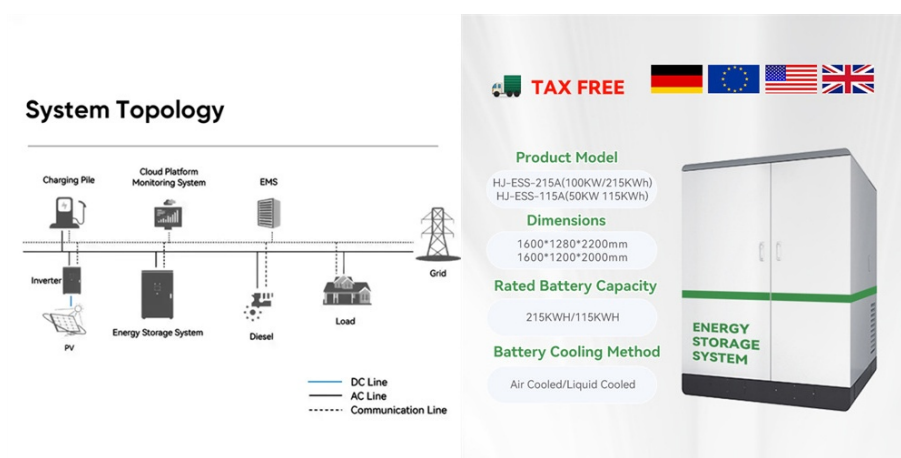 System Topology
Charging Pile
Cloud Platform
Monitoring System
EMS
Grid
Inverter
PV
Energy Storage System
Diesel
Load
DC Line
AC Line
Communication Line
TAX FREE
Product Model
HJ-ESS-215A(100KW/215KWh)
HJ-ESS-115A(50KW 115KWh)
Dimensions
1600*1280*2200mm
1600*1200*2000mm
Rated Battery Capacity
215KWH/115KWH
Battery Cooling Method
Air Cooled/Liquid Cooled
ENERGY
STORAGE
SYSTEM